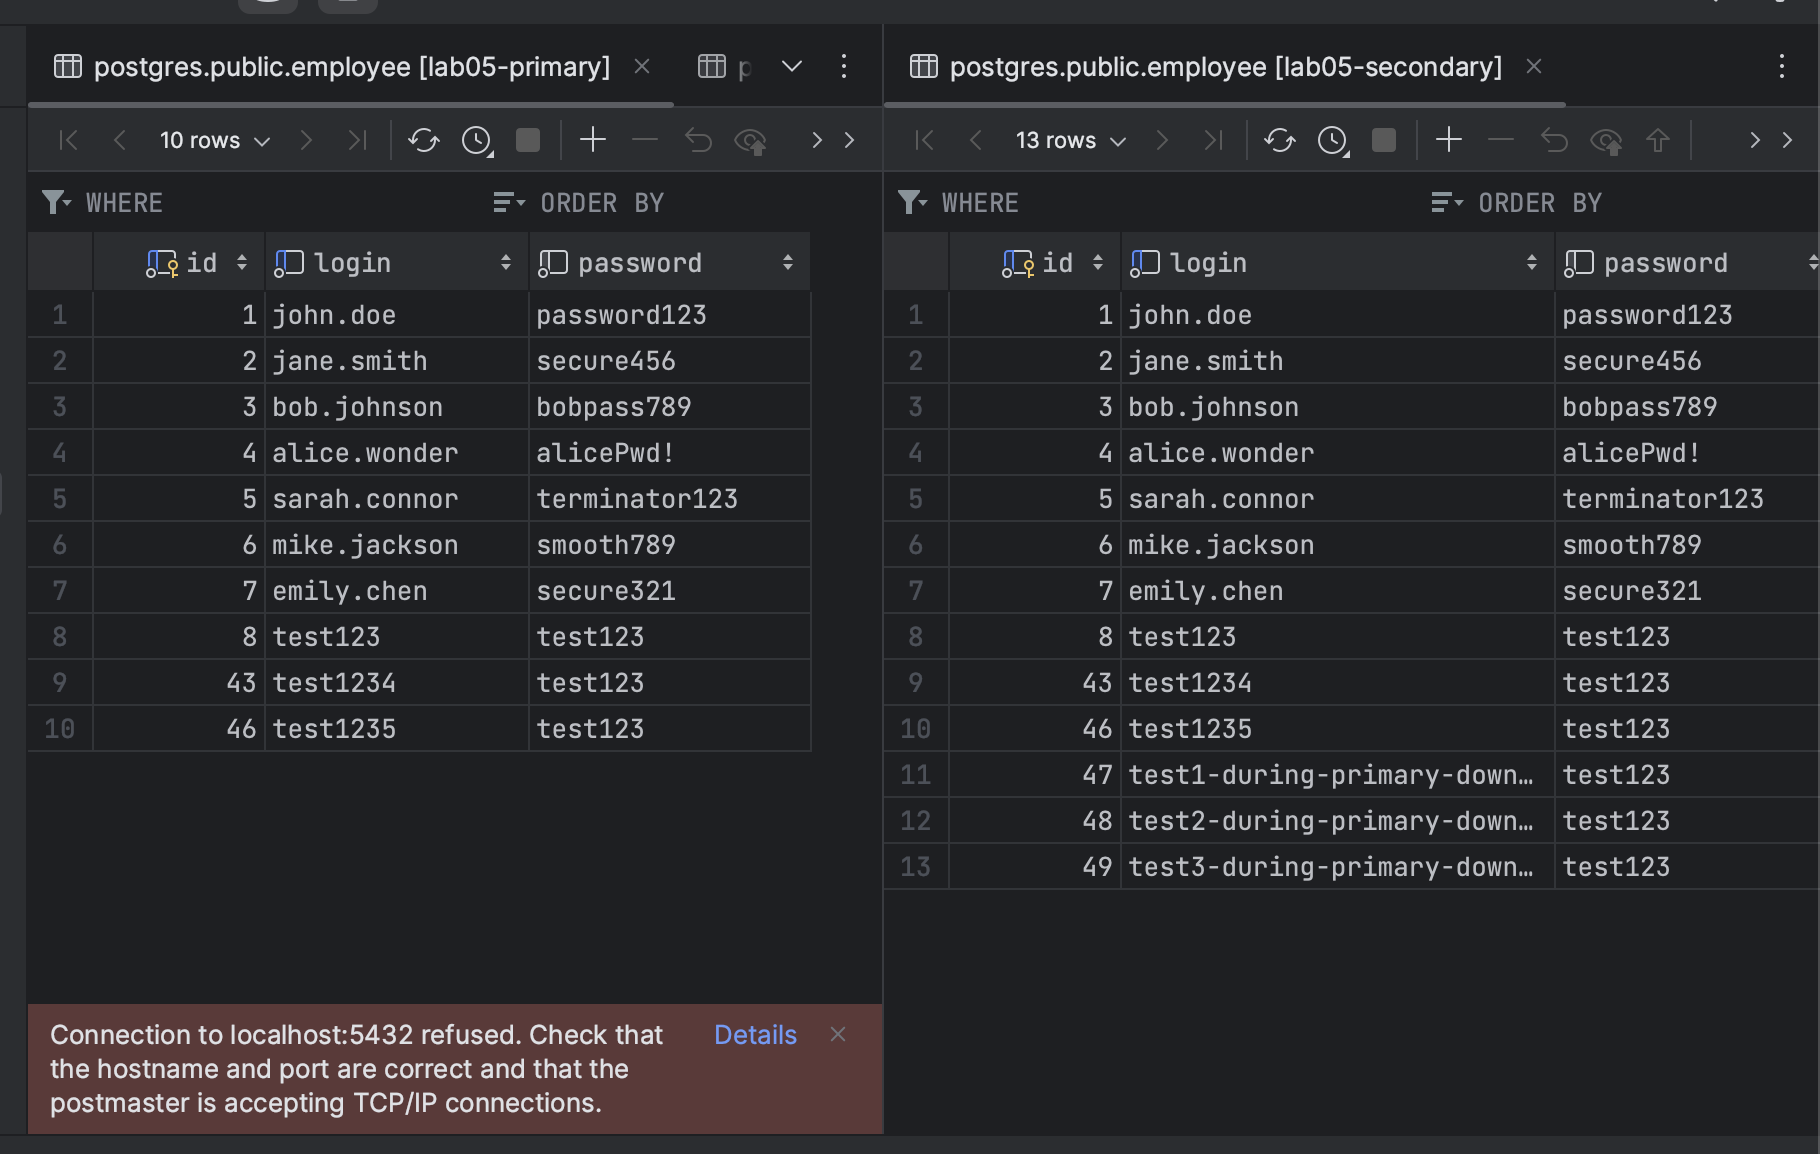 postgres.public.employee [lab05-primary]
10 rows
WHERE ORDER BY
id login password
1 1 john.doe password123
2 2 jane.smith secure456
3 3 bob.johnson bobpass789
4 4 alice.wonder alicePwd!
5 5 sarah.connor terminator123
6 6 mike.jackson smooth789
7 7 emily.chen secure321
8 8 test123 test123
9 43 test1234 test123
10 46 test1235 test123
Connection to localhost:5432 refused. Check that
the hostname and port are correct and that the
postmaster is accepting TCP/IP connections.
Details
postgres.public.employee [lab05-secondary]
13 rows
WHERE ORDER BY
id login password
1 1 john.doe password123
2 2 jane.smith secure456
3 3 bob.johnson bobpass789
4 4 alice.wonder alicePwd!
5 5 sarah.connor terminator123
6 6 mike.jackson smooth789
7 7 emily.chen secure321
8 8 test123 test123
9 43 test1234 test123
10 46 test1235 test123
11 47 test1-during-primary-down… test123
12 48 test2-during-primary-down… test123
13 49 test3-during-primary-down… test123